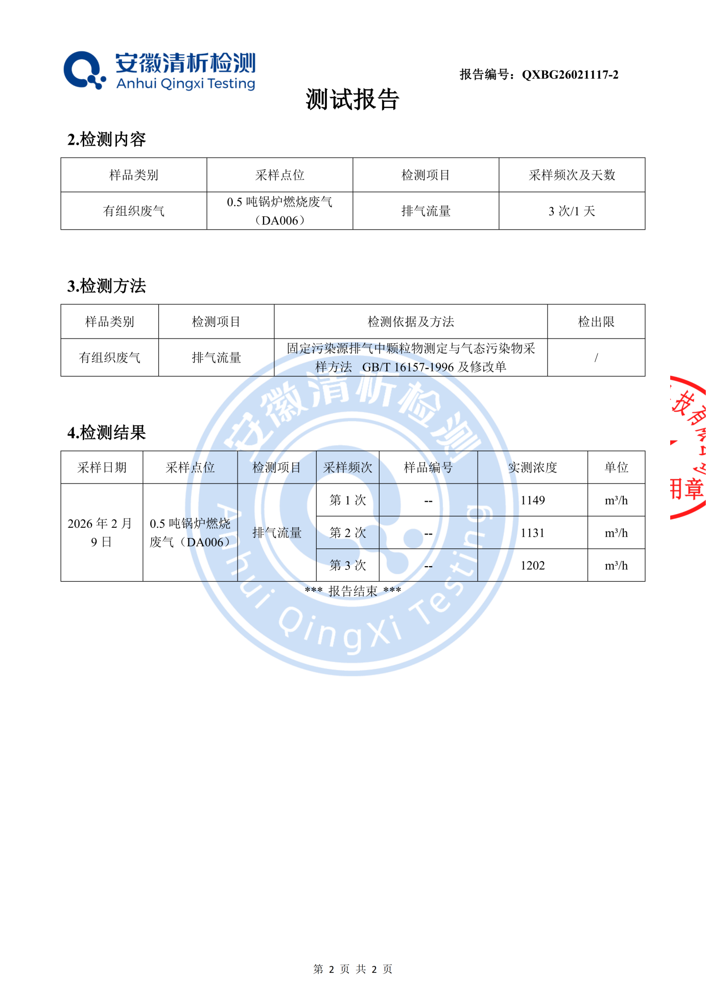 安徽清析检测
Anhui Qingxi Testing
报告编号：QXBG26021117-2
测试报告
2.检测内容
样品类别 采样点位 检测项目 采样频次及天数
有组织废气 0.5 吨锅炉燃烧废气（DA006） 排气流量 3 次/1 天
3.检测方法
样品类别 检测项目 检测依据及方法 检出限
有组织废气 排气流量 固定污染源排气中颗粒物测定与气态污染物采样方法 GB/T 16157-1996 及修改单 /
4.检测结果
采样日期 采样点位 检测项目 采样频次 样品编号 实测浓度 单位
2026 年 2 月 9 日 0.5 吨锅炉燃烧废气（DA006） 排气流量 第 1 次 -- 1149 m³/h
第 2 次 -- 1131 m³/h
第 3 次 -- 1202 m³/h
*** 报告结束 ***
安徽清析检测
Anhui QingXi Testing
技有
用章
第 2 页 共 2 页